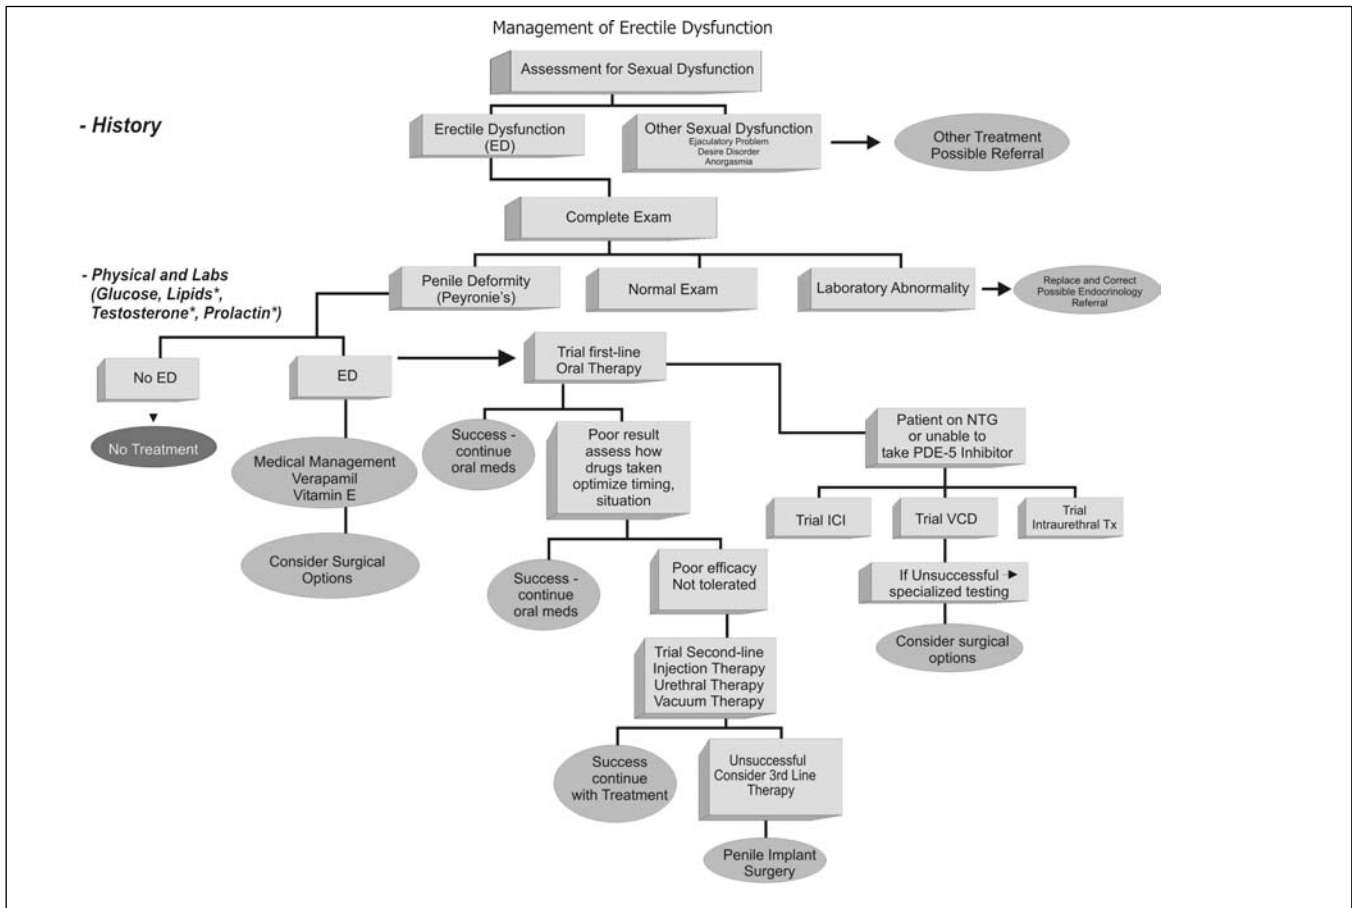 Management of Erectile Dysfunction
Assessment for Sexual Dysfunction
- History
Erectile Dysfunction
(ED)
Other Sexual Dysfunction
Ejaculatory Problem
Desire Disorder
Anorgasmia
Other Treatment
Possible Referral
Complete Exam
- Physical and Labs
(Glucose, Lipids*,
Testosterone*, Prolactin*)
Penile Deformity
(Peyronie's)
Normal Exam
Laboratory Abnormality
Replace and Correct
Possible Endocrinology
Referral
No ED
ED
Trial first-line
Oral Therapy
No Treatment
Medical Management
Verapamil
Vitamin E
Consider Surgical
Options
Success -
continue
oral meds
Poor result
assess how
drugs taken
optimize timing,
situation
Patient on NTG
or unable to
take PDE-5 Inhibitor
Trial ICI
Trial VCD
Trial
Intraurethral Tx
Success -
continue
oral meds
Poor efficacy
Not tolerated
If Unsuccessful
specialized testing
Consider surgical
options
Trial Second-line
Injection Therapy
Urethral Therapy
Vacuum Therapy
Success
continue
with Treatment
Unsuccessful
Consider 3rd Line
Therapy
Penile Implant
Surgery